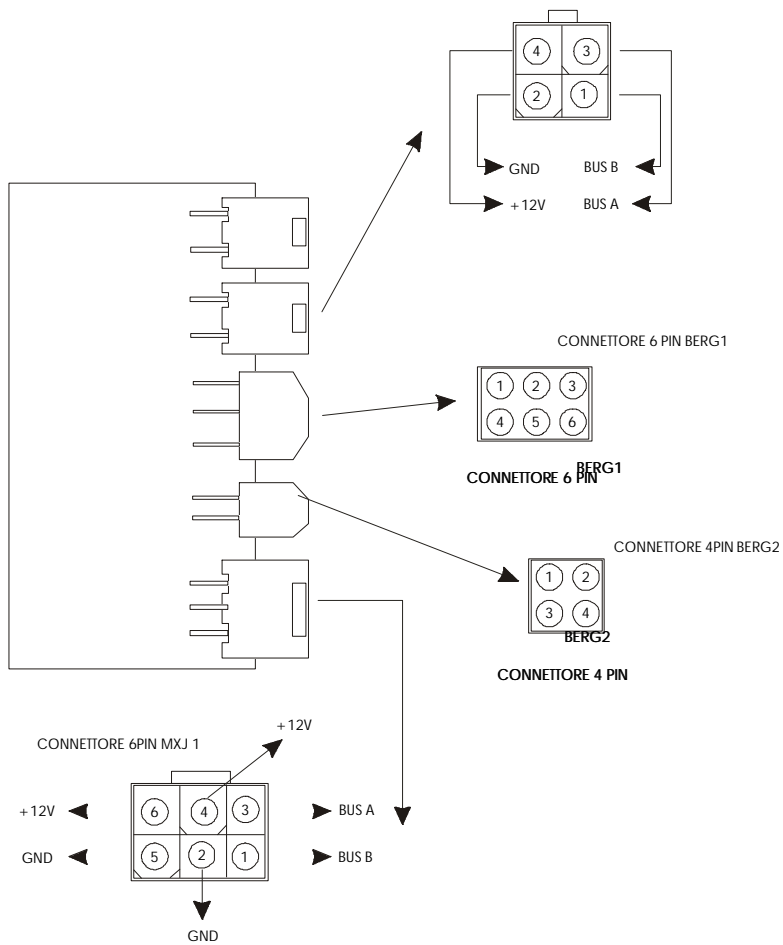 4 3
2 1
GND BUS B
+12V BUS A
CONNETTORE 6 PIN BERG1
1 2 3
4 5 6
BERG1
CONNETTORE 6 PIN
CONNETTORE 4PIN BERG2
1 2
3 4
BERG2
CONNETTORE 4 PIN
+12V
CONNETTORE 6PIN MXJ 1
+12V 6 4 3 BUS A
GND 5 2 1 BUS B
GND